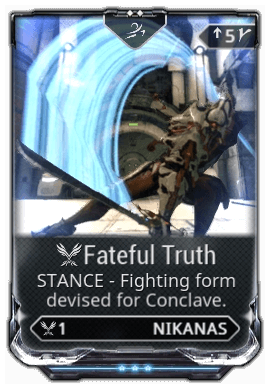 ↑5
Fateful Truth
STANCE - Fighting form
devised for Conclave.
1
NIKANAS